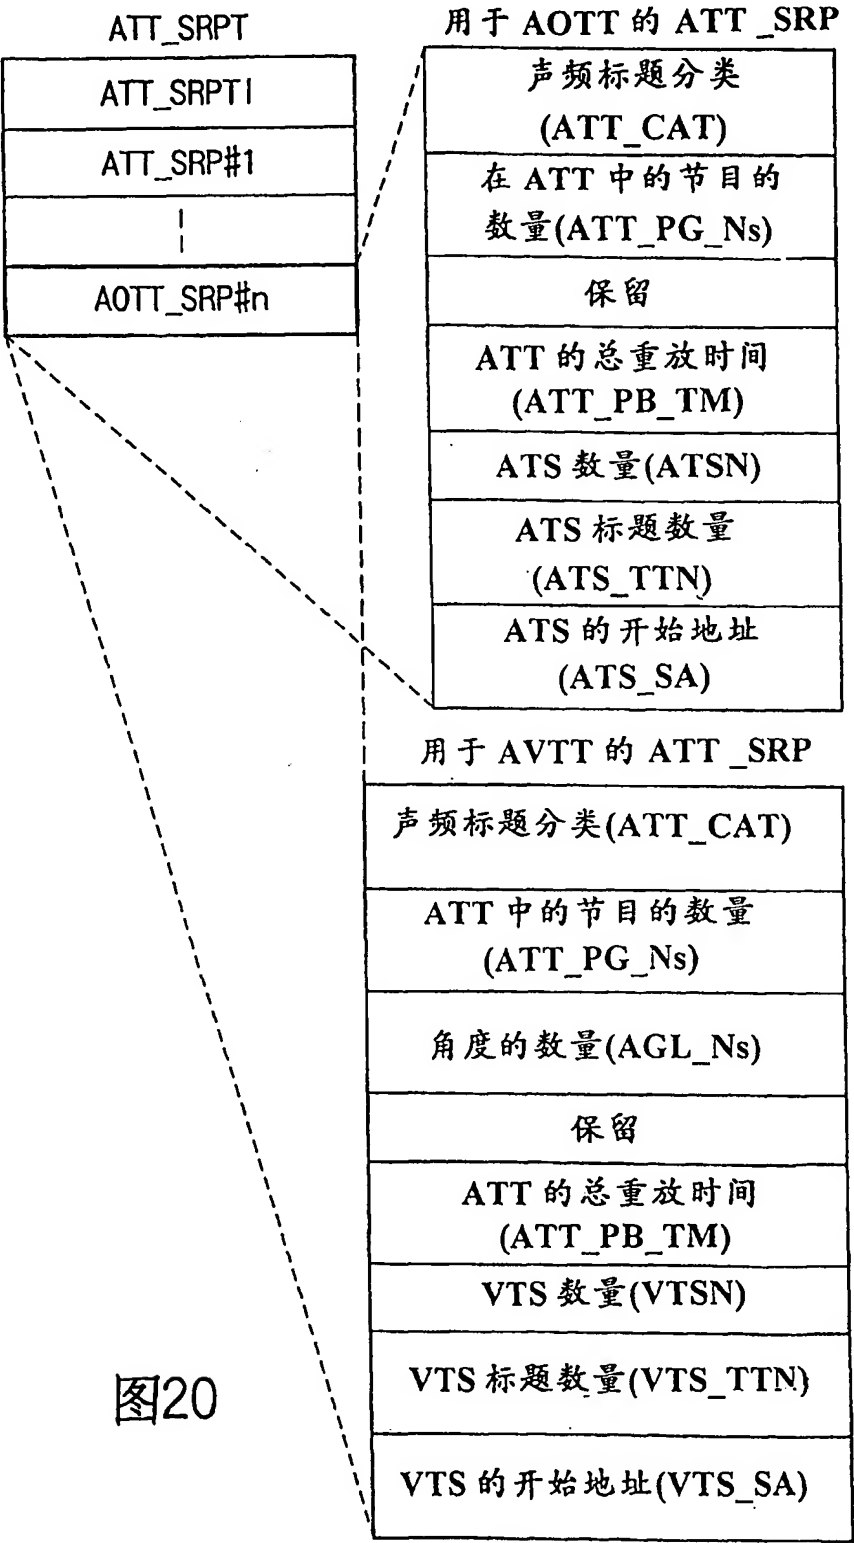 ATT_SRPT
ATT_SRPTI
ATT_SRP#1
AOTT_SRP#n
用于 AOTT 的 ATT _SRP
声频标题分类
(ATT_CAT)
在 ATT 中的节目的
数量(ATT_PG_Ns)
保留
ATT 的总重放时间
(ATT_PB_TM)
ATS 数量(ATSN)
ATS 标题数量
(ATS_TTN)
ATS 的开始地址
(ATS_SA)
用于 AVTT 的 ATT _SRP
声频标题分类(ATT_CAT)
ATT 中的节目的数量
(ATT_PG_Ns)
角度的数量(AGL_Ns)
保留
ATT 的总重放时间
(ATT_PB_TM)
VTS 数量(VTSN)
VTS 标题数量(VTS_TTN)
VTS 的开始地址(VTS_SA)
图20